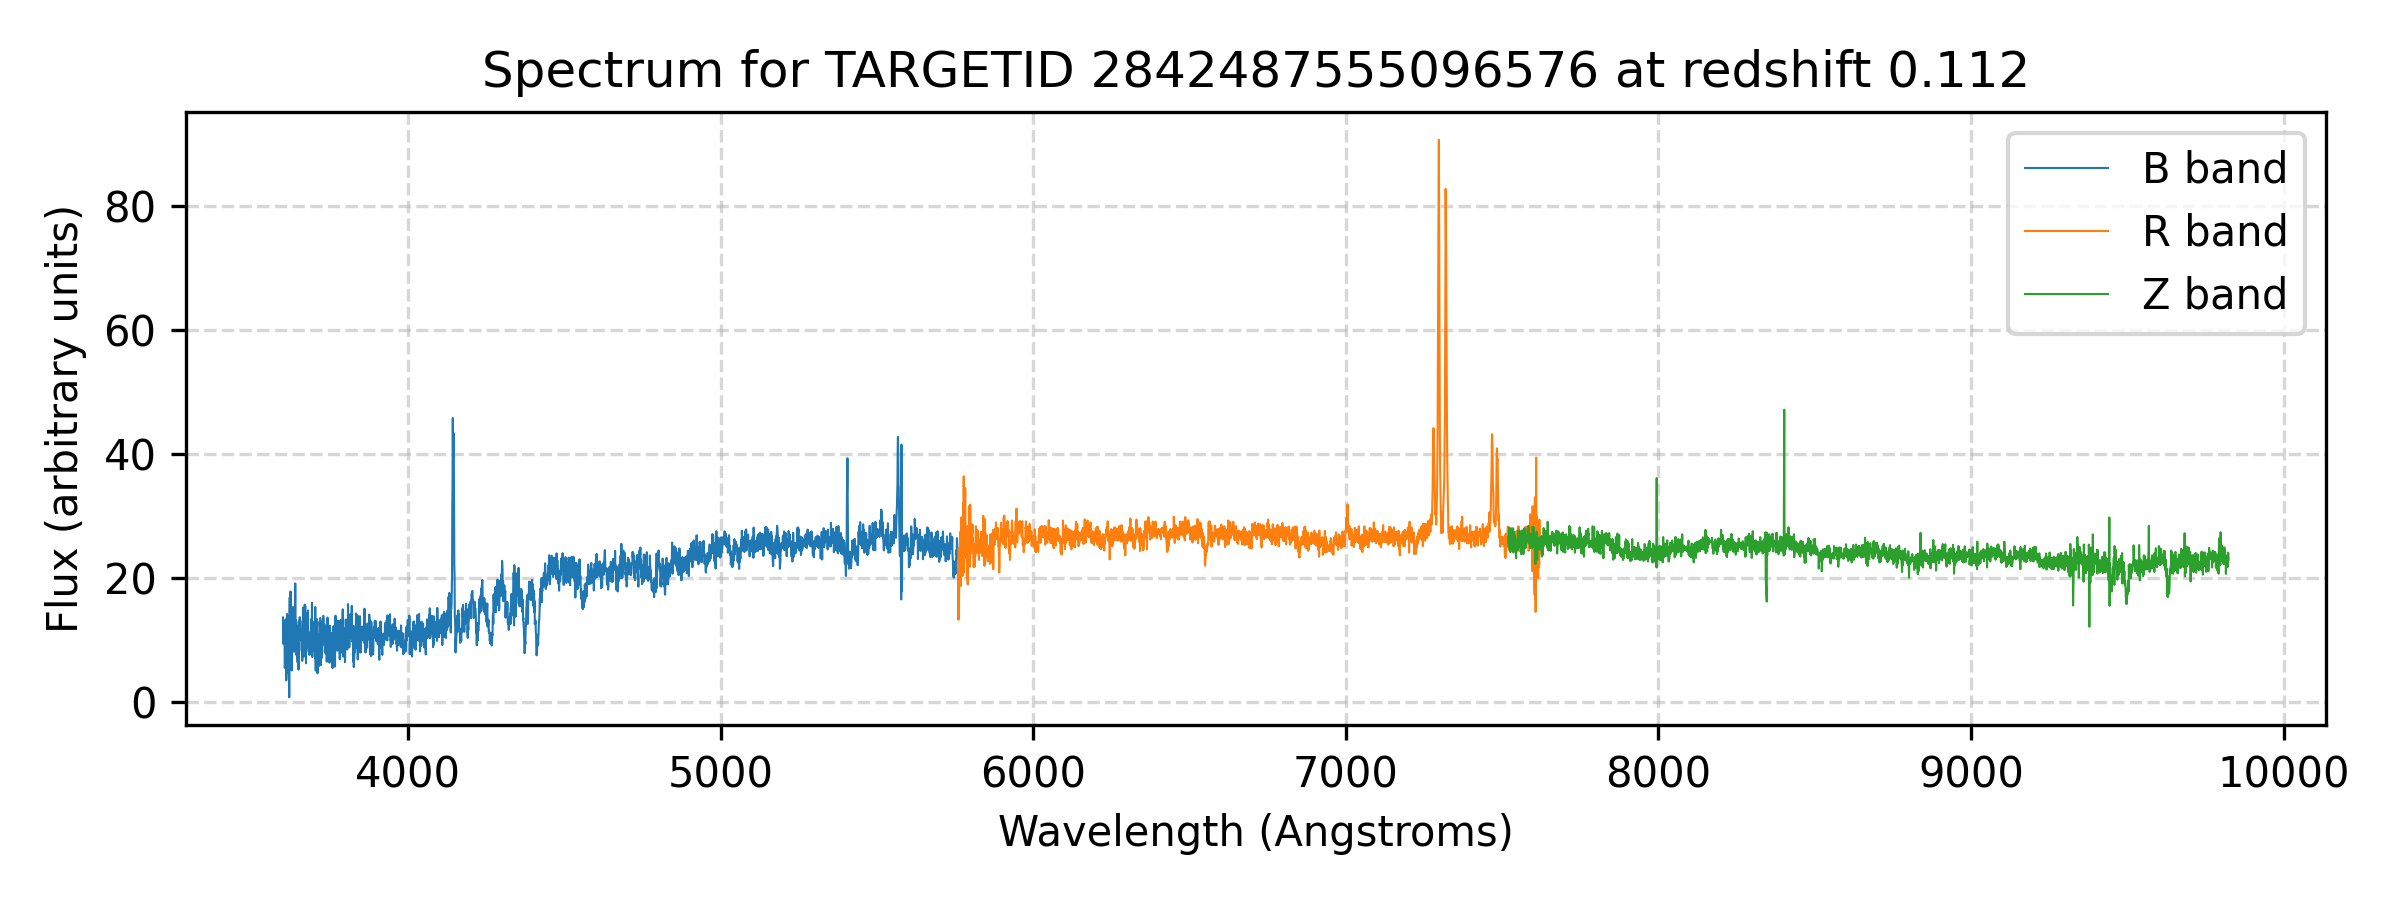 Spectrum for TARGETID 2842487555096576 at redshift 0.112
B band
R band
Z band
80
60
40
20
0
Flux (arbitrary units)
4000 5000 6000 7000 8000 9000 10000
Wavelength (Angstroms)